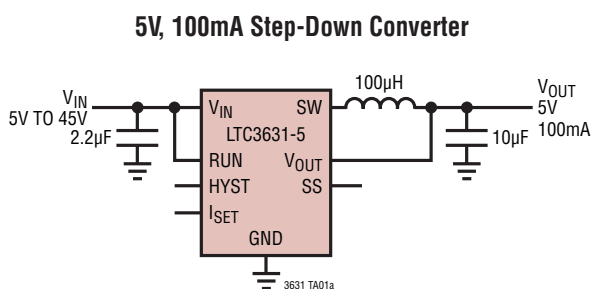 5V, 100mA Step-Down Converter
VIN
5V TO 45V
2.2µF
VIN
SW
LTC3631-5
RUN
VOUT
HYST
SS
ISET
GND
100µH
VOUT
5V
100mA
10µF
3631 TA01a